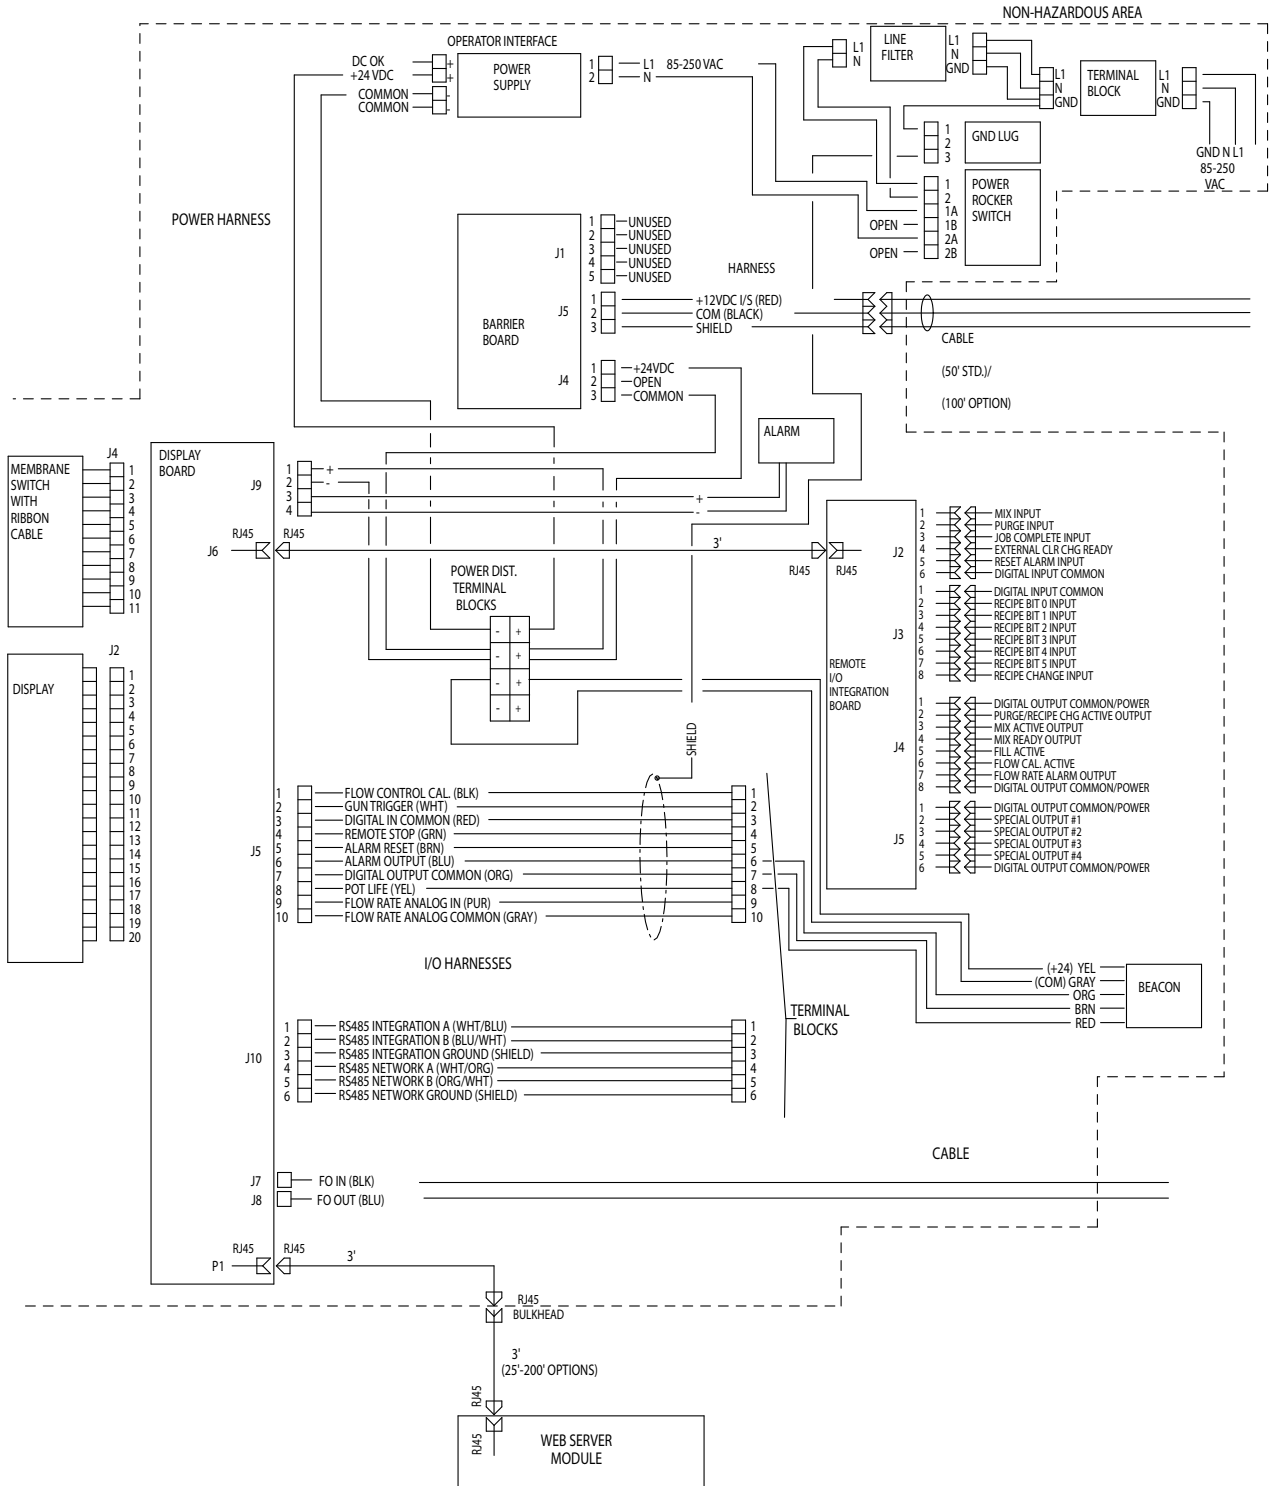 NON-HAZARDOUS AREA
OPERATOR INTERFACE
DC OK
+24 VDC
COMMON
COMMON
+
+
-
-
POWER
SUPPLY
1 L1 85-250 VAC
2 N
L1
N
LINE
FILTER
L1
N
GND
L1
N
GND
TERMINAL
BLOCK
L1
N
GND
GND N L1
85-250
VAC
1
2
3
GND LUG
1
2
1A
OPEN 1B
2A
OPEN 2B
POWER
ROCKER
SWITCH
POWER HARNESS
BARRIER
BOARD
J1
1 UNUSED
2 UNUSED
3 UNUSED
4 UNUSED
5 UNUSED
HARNESS
J5
1 +12VDC I/S (RED)
2 COM (BLACK)
3 SHIELD
CABLE
(50' STD.)/
(100' OPTION)
J4
1 +24VDC
2 OPEN
3 COMMON
ALARM
MEMBRANE
SWITCH
WITH
RIBBON
CABLE
J4
1
2
3
4
5
6
7
8
9
10
11
DISPLAY
BOARD
J9
1 +
2 -
3 +
4 -
J6
RJ45 RJ45
3'
RJ45 RJ45
POWER DIST.
TERMINAL
BLOCKS
- +
- +
- +
- +
SHIELD
REMOTE
I/O
INTEGRATION
BOARD
J2
1 MIX INPUT
2 PURGE INPUT
3 JOB COMPLETE INPUT
4 EXTERNAL CLR CHG READY
5 RESET ALARM INPUT
6 DIGITAL INPUT COMMON
J3
1 DIGITAL INPUT COMMON
2 RECIPE BIT 0 INPUT
3 RECIPE BIT 1 INPUT
4 RECIPE BIT 2 INPUT
5 RECIPE BIT 3 INPUT
6 RECIPE BIT 4 INPUT
7 RECIPE BIT 5 INPUT
8 RECIPE CHANGE INPUT
J4
1 DIGITAL OUTPUT COMMON/POWER
2 PURGE/RECIPE CHG ACTIVE OUTPUT
3 MIX ACTIVE OUTPUT
4 MIX READY OUTPUT
5 FILL ACTIVE
6 FLOW CAL. ACTIVE
7 FLOW RATE ALARM OUTPUT
8 DIGITAL OUTPUT COMMON/POWER
J5
1 DIGITAL OUTPUT COMMON/POWER
2 SPECIAL OUTPUT #1
3 SPECIAL OUTPUT #2
4 SPECIAL OUTPUT #3
5 SPECIAL OUTPUT #4
6 DIGITAL OUTPUT COMMON/POWER
DISPLAY
J2
1
2
3
4
5
6
7
8
9
10
11
12
13
14
15
16
17
18
19
20
J5
1 FLOW CONTROL CAL. (BLK) 1
2 GUN TRIGGER (WHT) 2
3 DIGITAL IN COMMON (RED) 3
4 REMOTE STOP (GRN) 4
5 ALARM RESET (BRN) 5
6 ALARM OUTPUT (BLU) 6
7 DIGITAL OUTPUT COMMON (ORG) 7
8 POT LIFE (YEL) 8
9 FLOW RATE ANALOG IN (PUR) 9
10 FLOW RATE ANALOG COMMON (GRAY) 10
I/O HARNESSES
TERMINAL
BLOCKS
(+24) YEL
(COM) GRAY
ORG
BRN
RED
BEACON
J10
1 RS485 INTEGRATION A (WHT/BLU) 1
2 RS485 INTEGRATION B (BLU/WHT) 2
3 RS485 INTEGRATION GROUND (SHIELD) 3
4 RS485 NETWORK A (WHT/ORG) 4
5 RS485 NETWORK B (ORG/WHT) 5
6 RS485 NETWORK GROUND (SHIELD) 6
CABLE
J7 FO IN (BLK)
J8 FO OUT (BLU)
P1
RJ45 RJ45
3'
RJ45
BULKHEAD
3'
(25'-200' OPTIONS)
RJ45
RJ45
WEB SERVER
MODULE